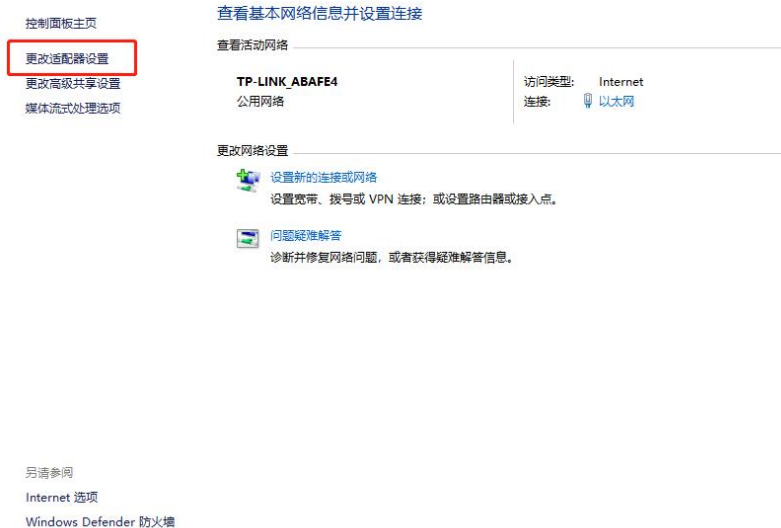 控制面板主页
更改适配器设置
更改高级共享设置
媒体流式处理选项
查看基本网络信息并设置连接
查看活动网络
TP-LINK_ABAFE4
公用网络
访问类型: Internet
连接: 以太网
更改网络设置
设置新的连接或网络
设置宽带、拨号或 VPN 连接；或设置路由器或接入点。
问题疑难解答
诊断并修复网络问题，或者获得疑难解答信息。
另请参阅
Internet 选项
Windows Defender 防火墙